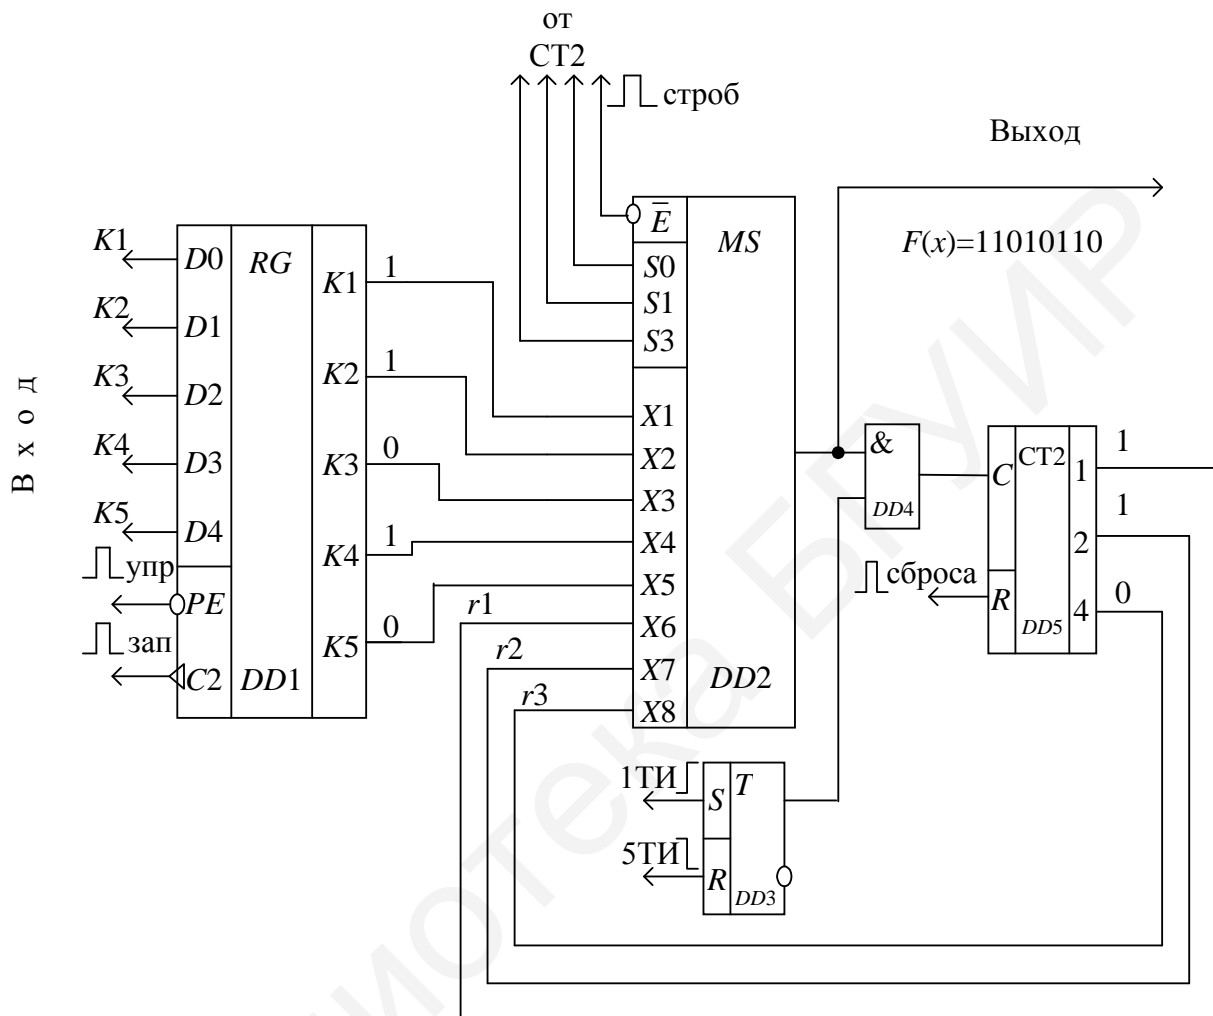 от
СТ2
строб
Выход
F(x)=11010110
Вход
K1
K2
K3
K4
K5
упр
зап
D0
D1
D2
D3
D4
PE
C2
RG
DD1
K1
K2
K3
K4
K5
1
1
0
1
0
r1
r2
r3
E̅
S0
S1
S3
X1
X2
X3
X4
X5
X6
X7
X8
MS
DD2
&
DD4
C
R
СТ2
DD5
1
2
4
1
1
0
сброса
1ТИ
5ТИ
S
R
T
DD3
иотека БГУИР